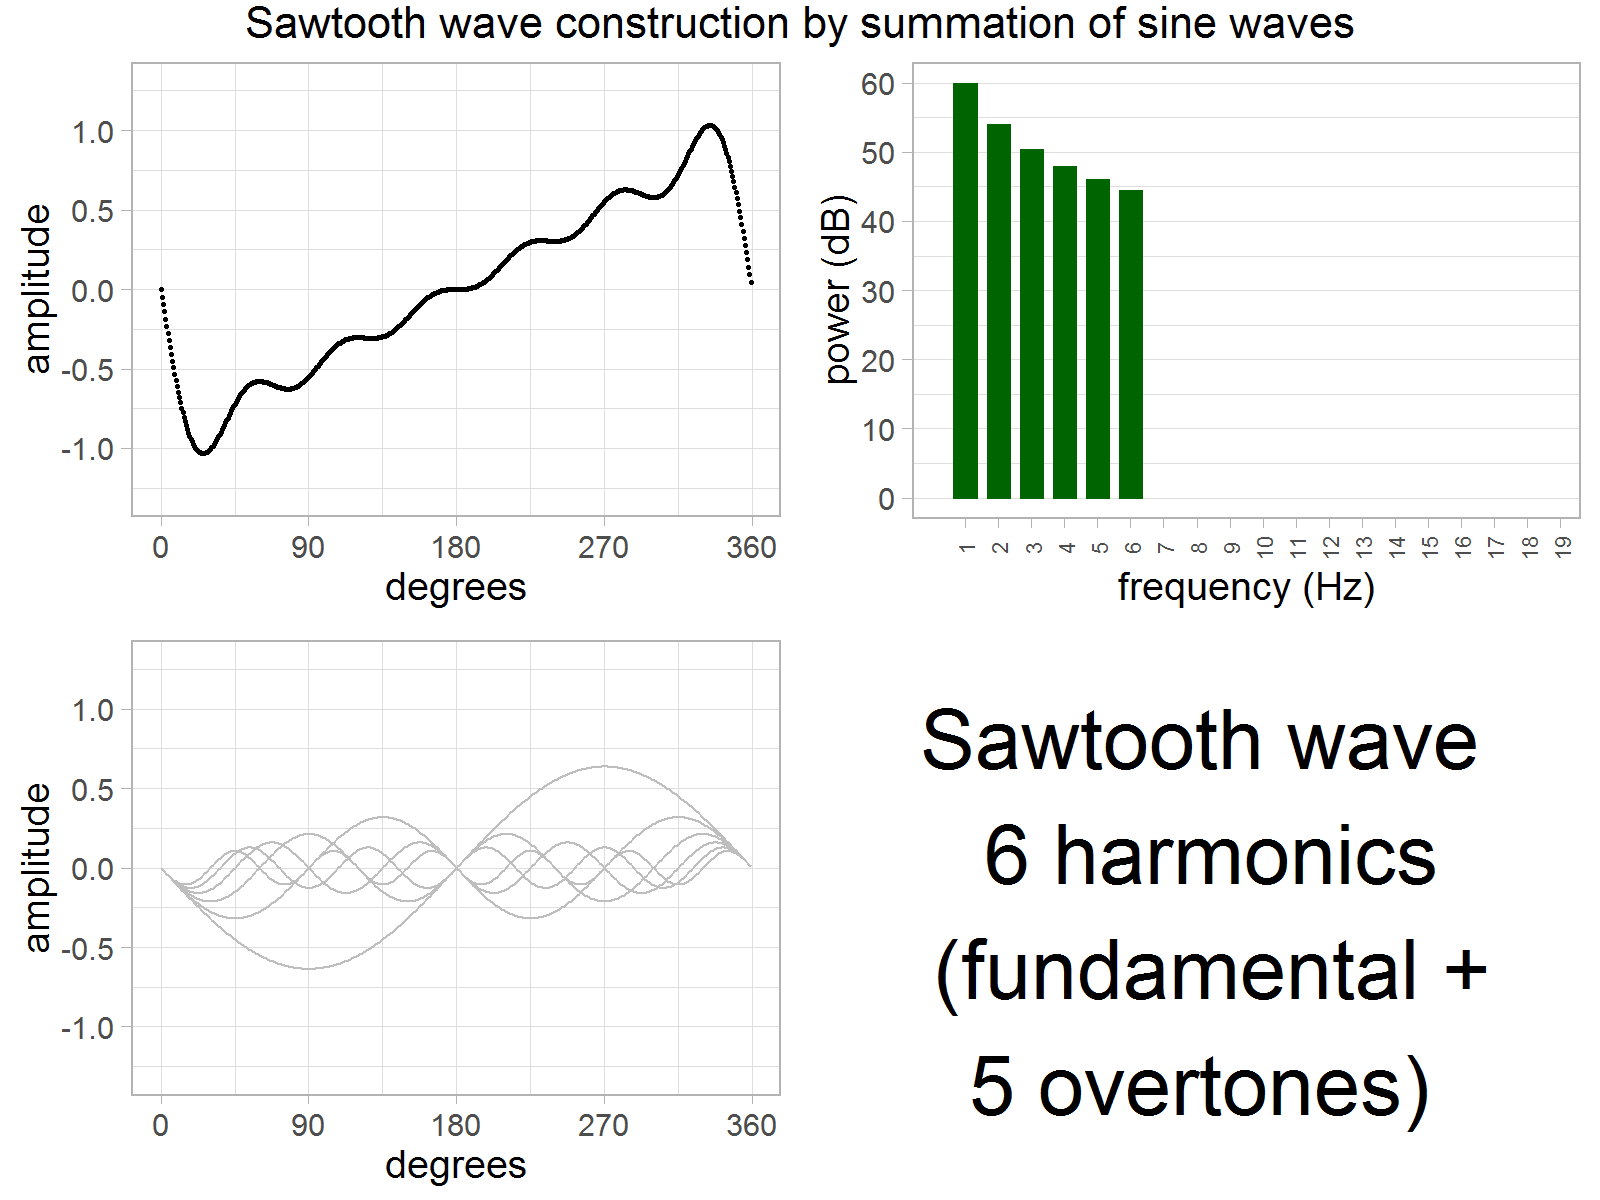 Sawtooth wave construction by summation of sine waves
amplitude
1.0
0.5
0.0
-0.5
-1.0
0 90 180 270 360
degrees
power (dB)
60
50
40
30
20
10
0
1 2 3 4 5 6 7 8 9 10 11 12 13 14 15 16 17 18 19
frequency (Hz)
amplitude
1.0
0.5
0.0
-0.5
-1.0
0 90 180 270 360
degrees
Sawtooth wave
6 harmonics
(fundamental +
5 overtones)